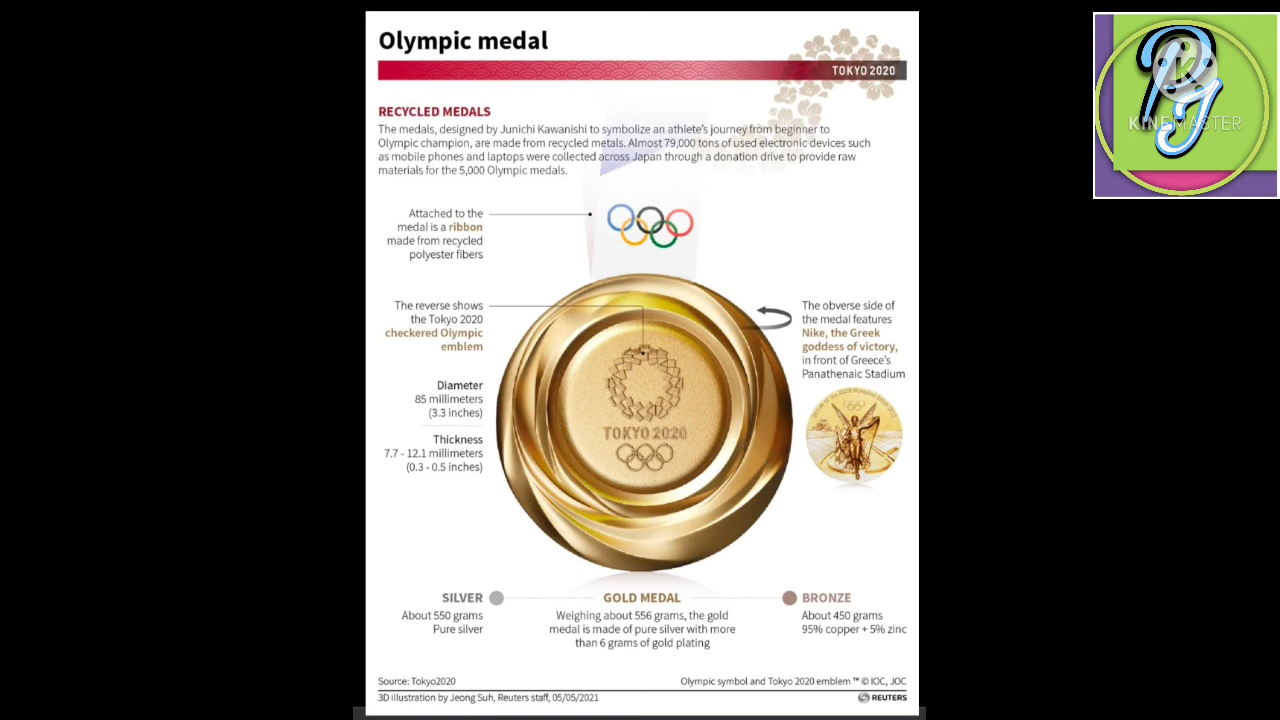 Olympic medal
TOKYO 2020
RECYCLED MEDALS
The medals, designed by Junichi Kawanishi to symbolize an athlete's journey from beginner to
Olympic champion, are made from recycled metals. Almost 79,000 tons of used electronic devices such
as mobile phones and laptops were collected across Japan through a donation drive to provide raw
materials for the 5,000 Olympic medals.
Attached to the
medal is a ribbon
made from recycled
polyester fibers
The reverse shows
the Tokyo 2020
checkered Olympic
emblem
Diameter
85 millimeters
(3.3 inches)
Thickness
7.7 - 12.1 millimeters
(0.3 - 0.5 inches)
TOKYO 2020
The obverse side of
the medal features
Nike, the Greek
goddess of victory,
in front of Greece's
Panathenaic Stadium
SILVER
About 550 grams
Pure silver
GOLD MEDAL
Weighing about 556 grams, the gold
medal is made of pure silver with more
than 6 grams of gold plating
BRONZE
About 450 grams
95% copper + 5% zinc
Source: Tokyo2020
Olympic symbol and Tokyo 2020 emblem ™ © IOC, JOC
3D illustration by Jeong Suh, Reuters staff, 05/05/2021
REUTERS
K
KINEMASTER